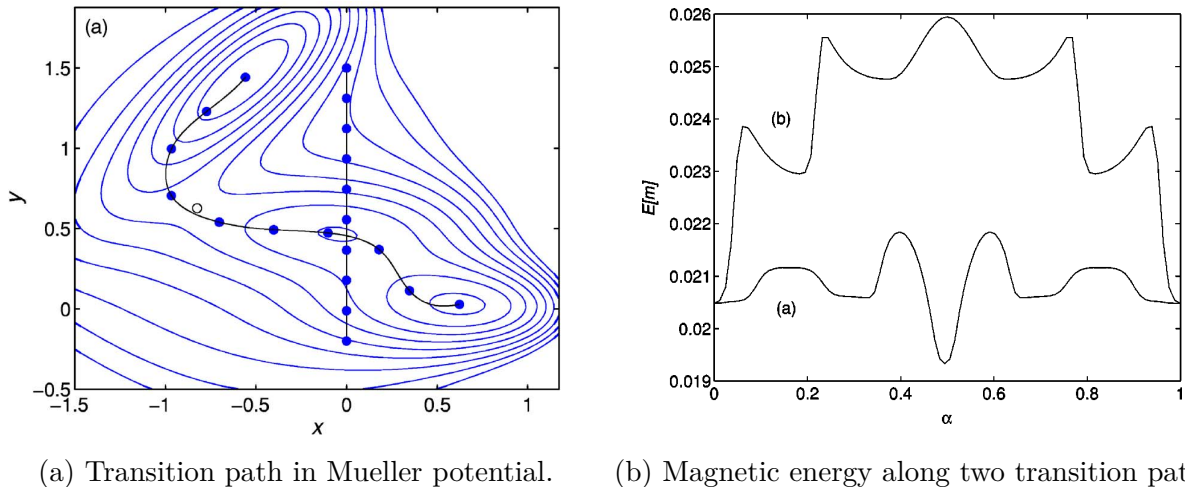 (a)
1.5
1
0.5
0
−0.5
y
−1.5 −1 −0.5 0 0.5 1
x
0.026
0.025
0.024
0.023
0.022
0.021
0.02
0.019
E[m]
(b)
(a)
0 0.2 0.4 0.6 0.8 1
α
(a) Transition path in Mueller potential.
(b) Magnetic energy along two transition pat